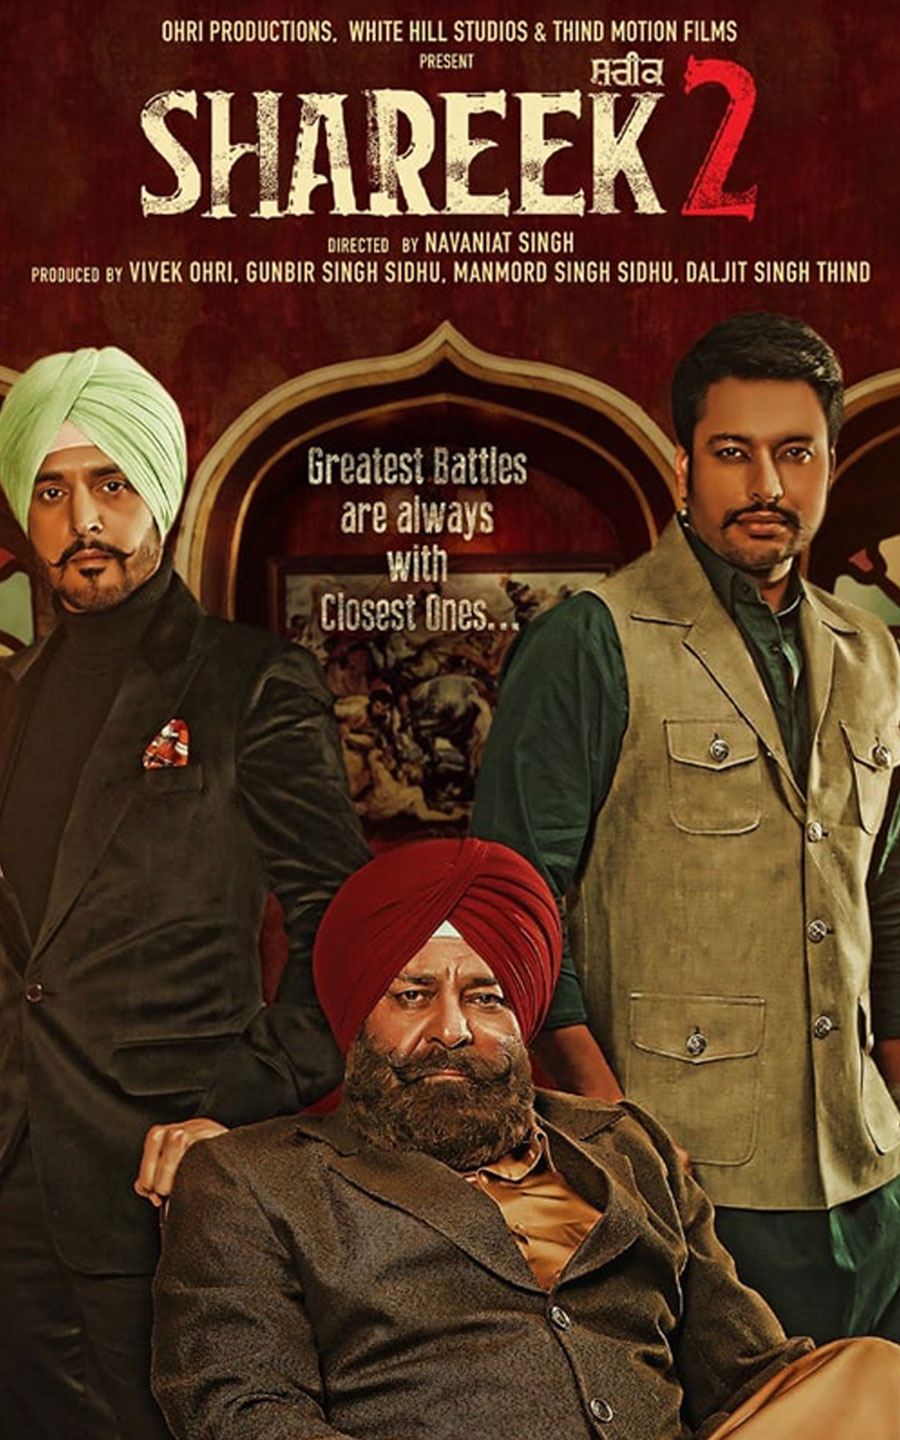 OHRI PRODUCTIONS, WHITE HILL STUDIOS & THIND MOTION FILMS
PRESENT
ਸ਼ਰੀਕ
SHAREEK 2
DIRECTED BY NAVANIAT SINGH
PRODUCED BY VIVEK OHRI, GUNBIR SINGH SIDHU, MANMORD SINGH SIDHU, DALJIT SINGH THIND
Greatest Battles
are always
with
Closest Ones...